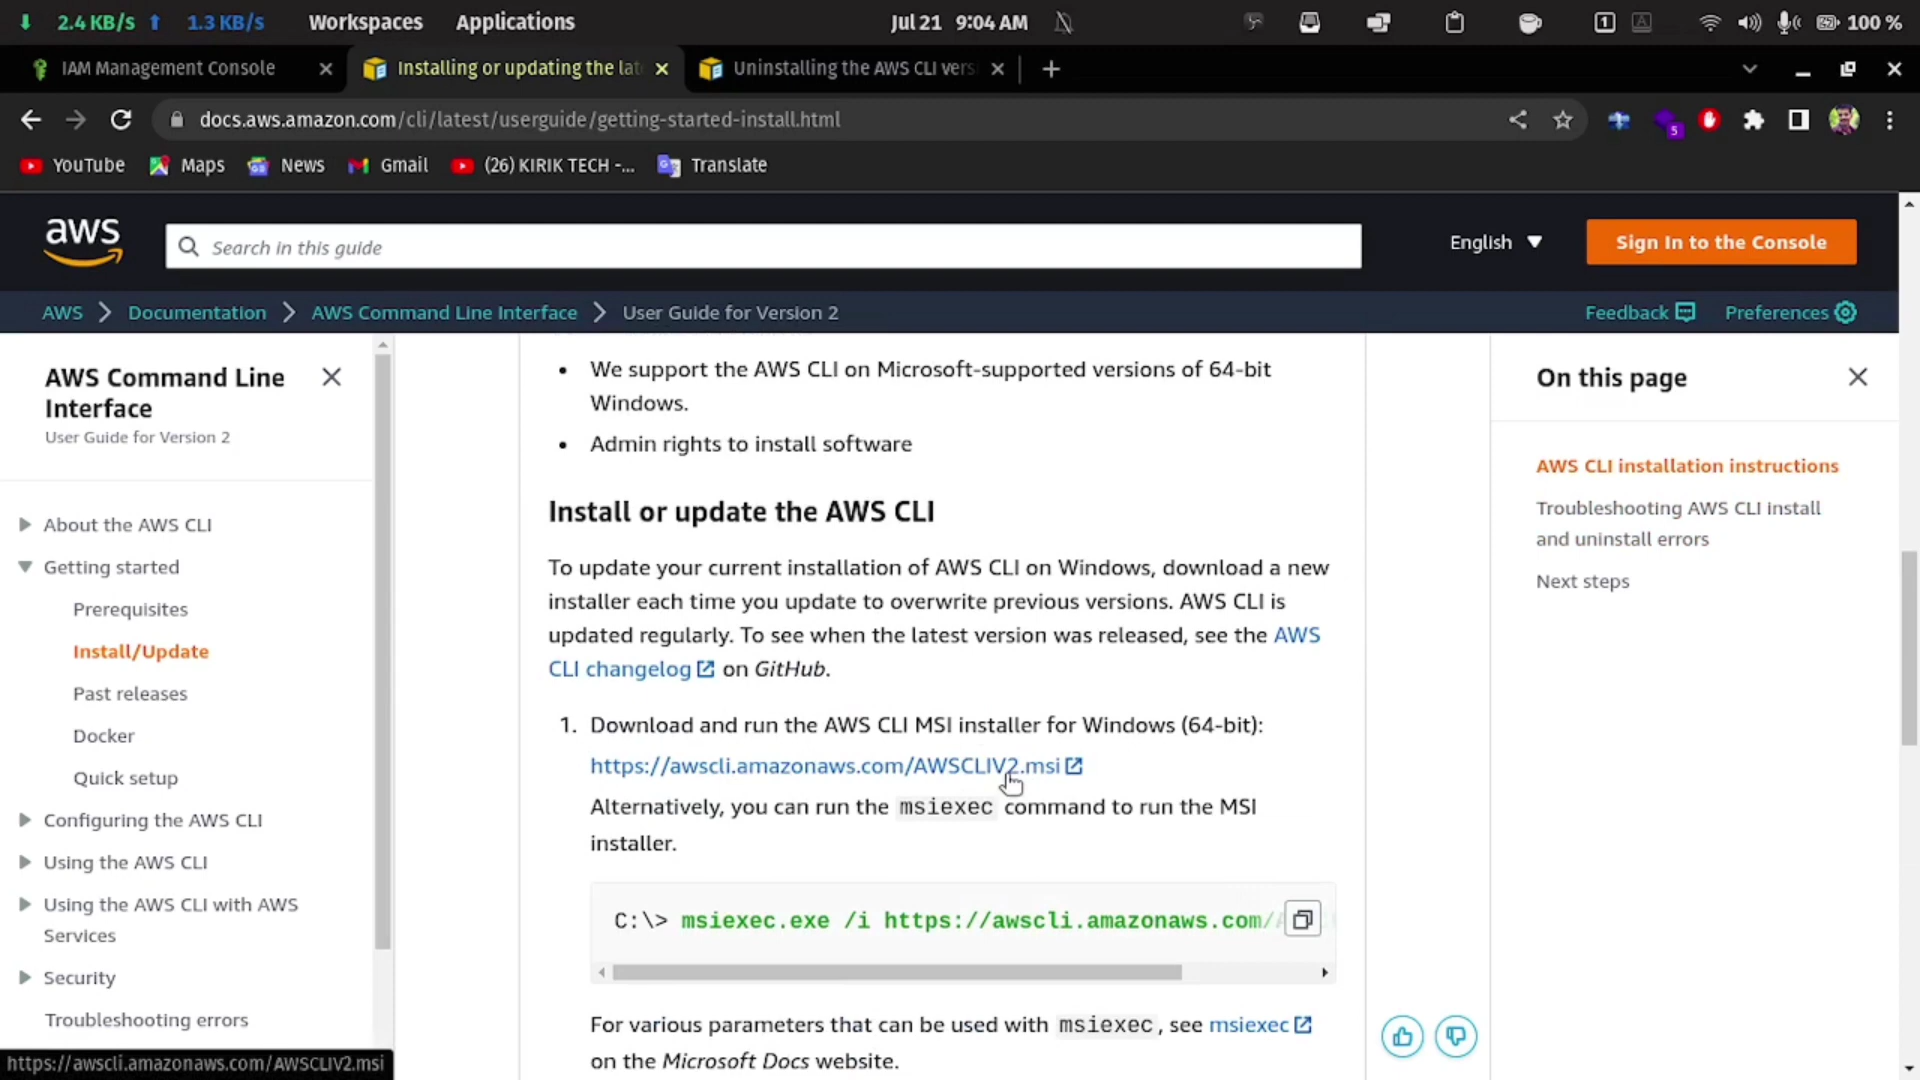 2.4 KB/s 1.3 KB/s Workspaces Applications Jul 21 9:04 AM 1 A 100 %
IAM Management Console Installing or updating the lat Uninstalling the AWS CLI vers
docs.aws.amazon.com/cli/latest/userguide/getting-started-install.html 5
YouTube Maps News Gmail (26) KIRIK TECH -... Translate
aws Search in this guide English Sign In to the Console
AWS Documentation AWS Command Line Interface User Guide for Version 2 Feedback Preferences
AWS Command Line
Interface
User Guide for Version 2
About the AWS CLI
Getting started
Prerequisites
Install/Update
Past releases
Docker
Quick setup
Configuring the AWS CLI
Using the AWS CLI
Using the AWS CLI with AWS
Services
Security
Troubleshooting errors
https://awscli.amazonaws.com/AWSCLIV2.msi
• We support the AWS CLI on Microsoft-supported versions of 64-bit
Windows.
• Admin rights to install software
Install or update the AWS CLI
To update your current installation of AWS CLI on Windows, download a new
installer each time you update to overwrite previous versions. AWS CLI is
updated regularly. To see when the latest version was released, see the AWS
CLI changelog on GitHub.
1. Download and run the AWS CLI MSI installer for Windows (64-bit):
https://awscli.amazonaws.com/AWSCLIV2.msi
Alternatively, you can run the msiexec command to run the MSI
installer.
C:\> msiexec.exe /i https://awscli.amazonaws.com/
For various parameters that can be used with msiexec, see msiexec
on the Microsoft Docs website.
On this page
AWS CLI installation instructions
Troubleshooting AWS CLI install
and uninstall errors
Next steps